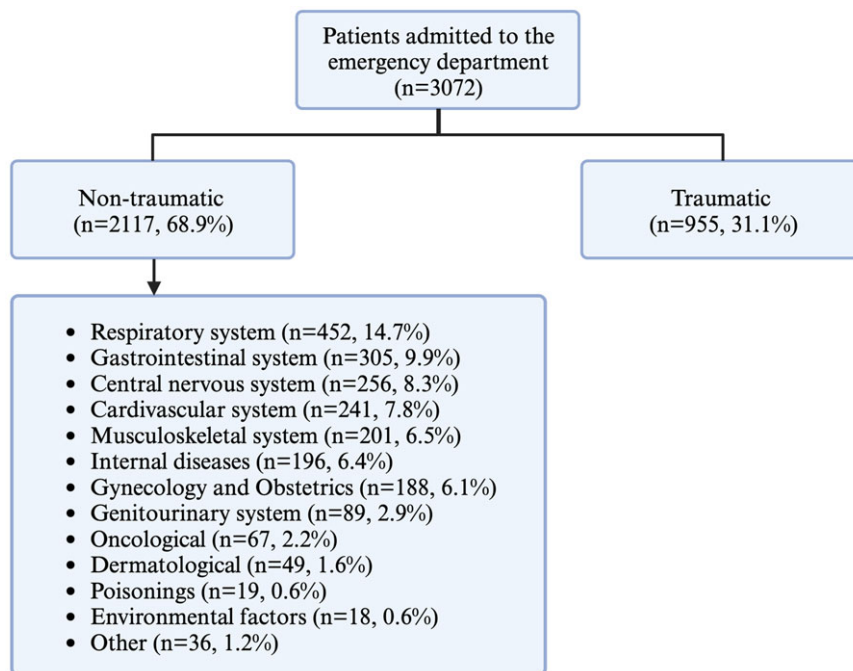 Patients admitted to the
emergency department
(n=3072)
Non-traumatic
(n=2117, 68.9%)
Traumatic
(n=955, 31.1%)
• Respiratory system (n=452, 14.7%)
• Gastrointestinal system (n=305, 9.9%)
• Central nervous system (n=256, 8.3%)
• Cardivascular system (n=241, 7.8%)
• Musculoskeletal system (n=201, 6.5%)
• Internal diseases (n=196, 6.4%)
• Gynecology and Obstetrics (n=188, 6.1%)
• Genitourinary system (n=89, 2.9%)
• Oncological (n=67, 2.2%)
• Dermatological (n=49, 1.6%)
• Poisonings (n=19, 0.6%)
• Environmental factors (n=18, 0.6%)
• Other (n=36, 1.2%)